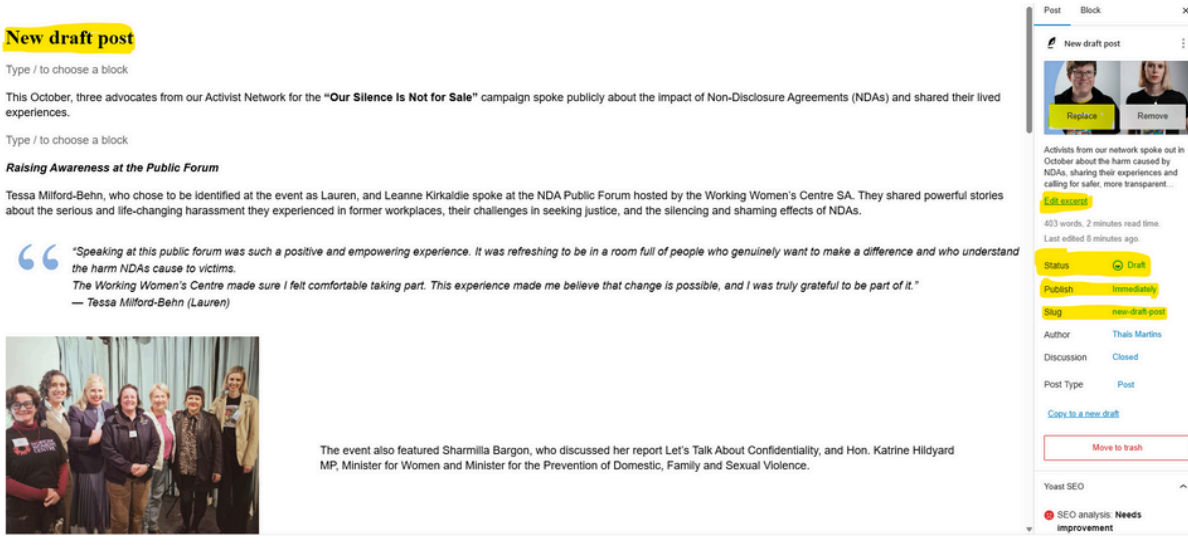 New draft post
Type / to choose a block
This October, three advocates from our Activist Network for the “Our Silence Is Not for Sale” campaign spoke publicly about the impact of Non-Disclosure Agreements (NDAs) and shared their lived
experiences.
Type / to choose a block
Raising Awareness at the Public Forum
Tessa Milford-Behn, who chose to be identified at the event as Lauren, and Leanne Kirkaldie spoke at the NDA Public Forum hosted by the Working Women’s Centre SA. They shared powerful stories
about the serious and life-changing harassment they experienced in former workplaces, their challenges in seeking justice, and the silencing and shaming effects of NDAs.
“Speaking at this public forum was such a positive and empowering experience. It was refreshing to be in a room full of people who genuinely want to make a difference and who understand
the harm NDAs cause to victims.
The Working Women’s Centre made sure I felt comfortable taking part. This experience made me believe that change is possible, and I was truly grateful to be part of it.”
— Tessa Milford-Behn (Lauren)
The event also featured Sharmilla Bargon, who discussed her report Let’s Talk About Confidentiality, and Hon. Katrine Hildyard
MP, Minister for Women and Minister for the Prevention of Domestic, Family and Sexual Violence.
Post Block
New draft post
Replace Remove
Activists from our network spoke out in
October about the harm caused by
NDAs, sharing their experiences and
calling for safer, more transparent…
Edit excerpt
403 words, 2 minutes read time.
Last edited 8 minutes ago.
Status Draft
Publish Immediately
Slug new-draft-post
Author Thais Martins
Discussion Closed
Post Type Post
Copy to a new draft
Move to trash
Yoast SEO
SEO analysis: Needs
improvement